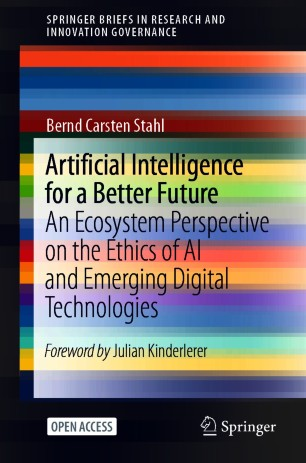 SPRINGER BRIEFS IN RESEARCH AND
INNOVATION GOVERNANCE
Bernd Carsten Stahl
Artificial Intelligence
for a Better Future
An Ecosystem Perspective
on the Ethics of AI
and Emerging Digital
Technologies
Foreword by Julian Kinderlerer
OPEN ACCESS
Springer